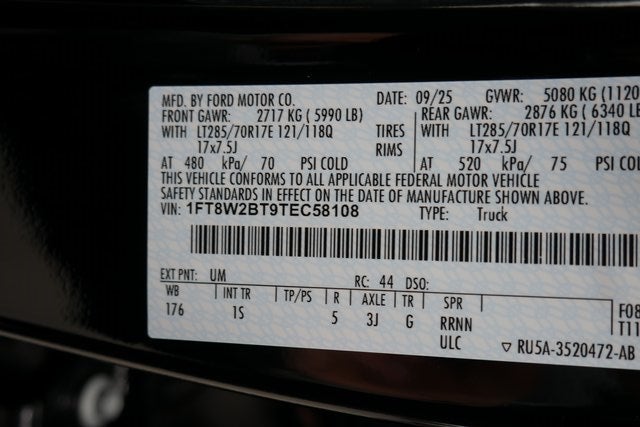 MFD. BY FORD MOTOR CO. DATE: 09/25 GVWR: 5080 KG (1120
FRONT GAWR: 2717 KG ( 5990 LB) REAR GAWR: 2876 KG ( 6340 LB)
WITH LT285/70R17E 121/118Q TIRES WITH LT285/70R17E 121/118Q
17x7.5J RIMS 17x7.5J
AT 480 kPa/ 70 PSI COLD AT 520 kPa/ 75 PSI COL
THIS VEHICLE CONFORMS TO ALL APPLICABLE FEDERAL MOTOR VEHICLE
SAFETY STANDARDS IN EFFECT ON THE DATE OF MANUFACTURE SHOWN ABOVE.
VIN: 1FT8W2BT9TEC58108 TYPE: Truck
EXT PNT: UM RC: 44 DSO:
WB INT TR TP/PS R AXLE TR SPR
176 1S 5 3J G RRNN
ULC
F08
T11
▽ RU5A-3520472-AB